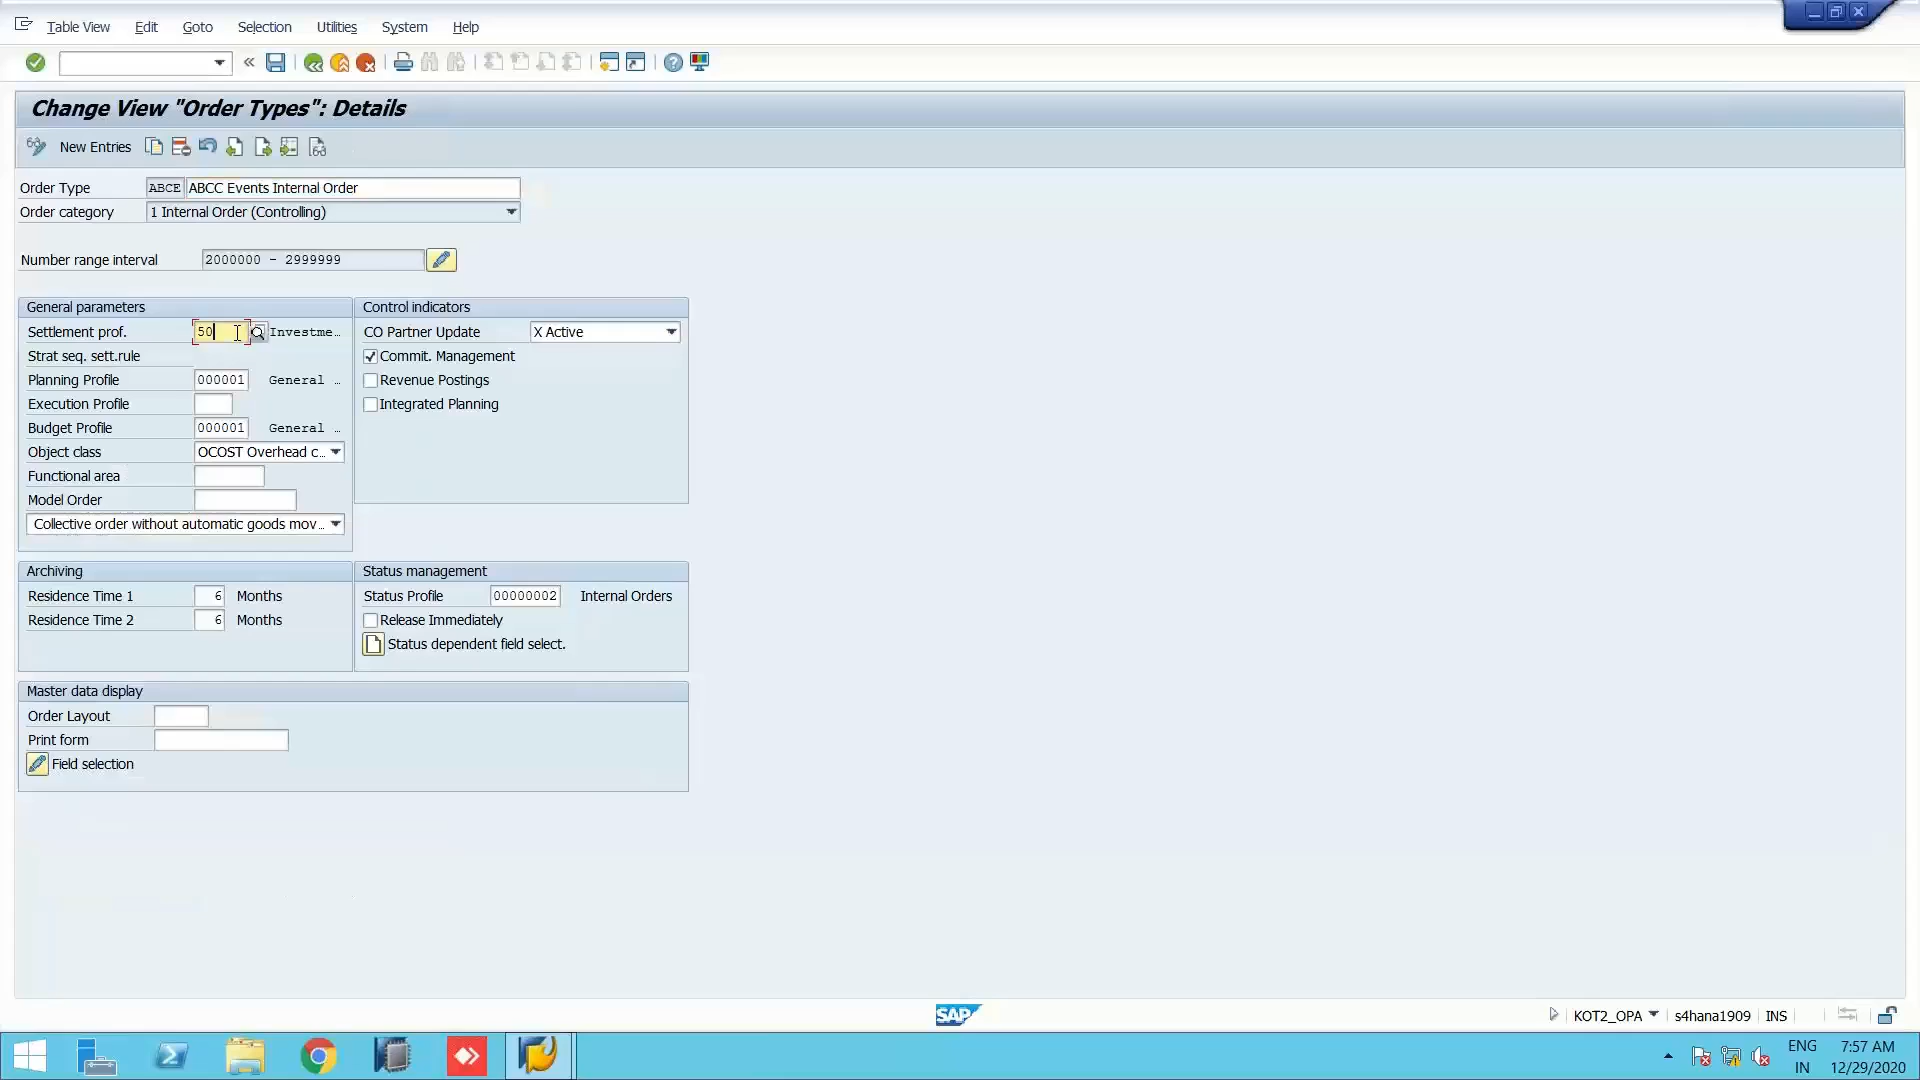 Table View Edit Goto Selection Utilities System Help
Change View "Order Types": Details
New Entries
Order Type ABCE ABCC Events Internal Order
Order category 1 Internal Order (Controlling)
Number range interval 2000000 - 2999999
General parameters
Settlement prof. 50 Investme…
Strat seq. sett.rule
Planning Profile 000001 General …
Execution Profile
Budget Profile 000001 General …
Object class OCOST Overhead c…
Functional area
Model Order
Collective order without automatic goods mov…
Control indicators
CO Partner Update X Active
Commit. Management
Revenue Postings
Integrated Planning
Archiving
Residence Time 1 6 Months
Residence Time 2 6 Months
Status management
Status Profile 00000002 Internal Orders
Release Immediately
Status dependent field select.
Master data display
Order Layout
Print form
Field selection
SAP KOT2_OPA s4hana1909 INS
ENG 7:57 AM
IN 12/29/2020